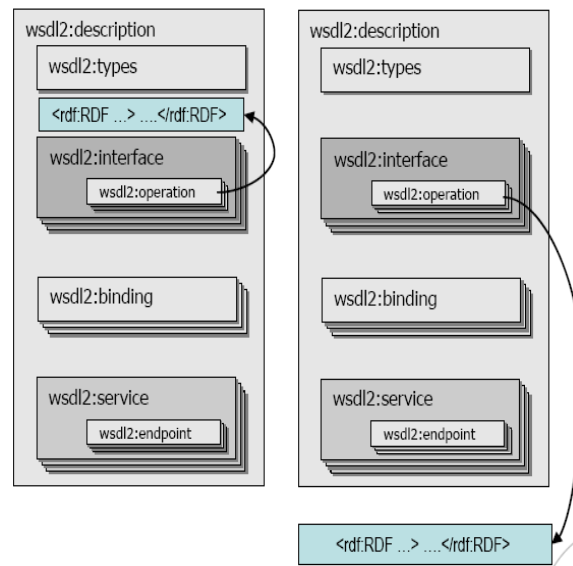 wsdl2:description
wsdl2:types
<rdf:RDF ...> ....</rdf:RDF>
wsdl2:interface
wsdl2:operation
wsdl2:binding
wsdl2:service
wsdl2:endpoint
wsdl2:description
wsdl2:types
wsdl2:interface
wsdl2:operation
wsdl2:binding
wsdl2:service
wsdl2:endpoint
<rdf:RDF ...> ....</rdf:RDF>